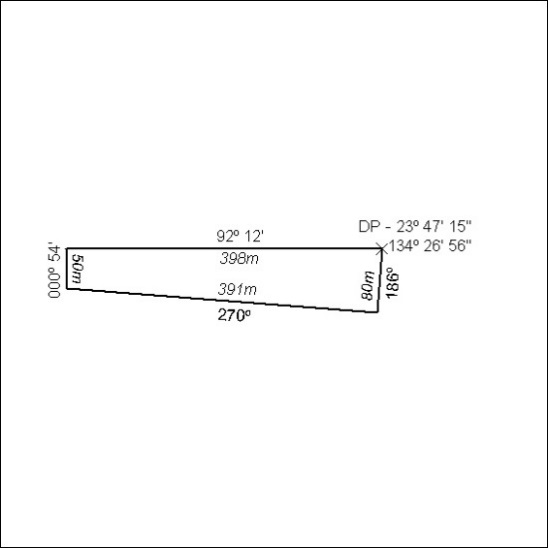 DP - 23º 47' 15"
134º 26' 56"
92º 12'
398m
000º 54'
50m
391m
270º
80m
186º